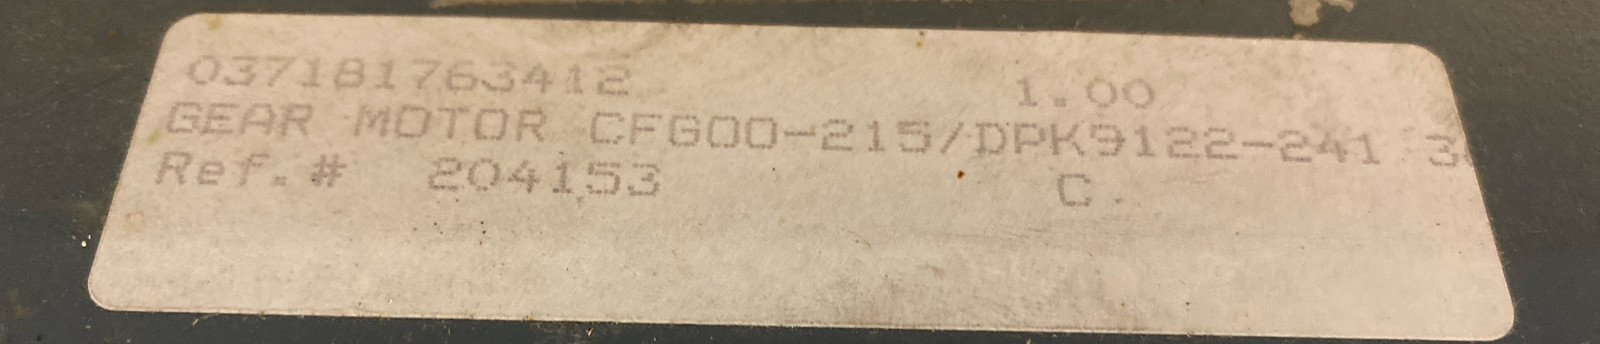 037181763412 1.00
GEAR MOTOR CFG00-215/DPK9122-241
Ref.# 204153 C.